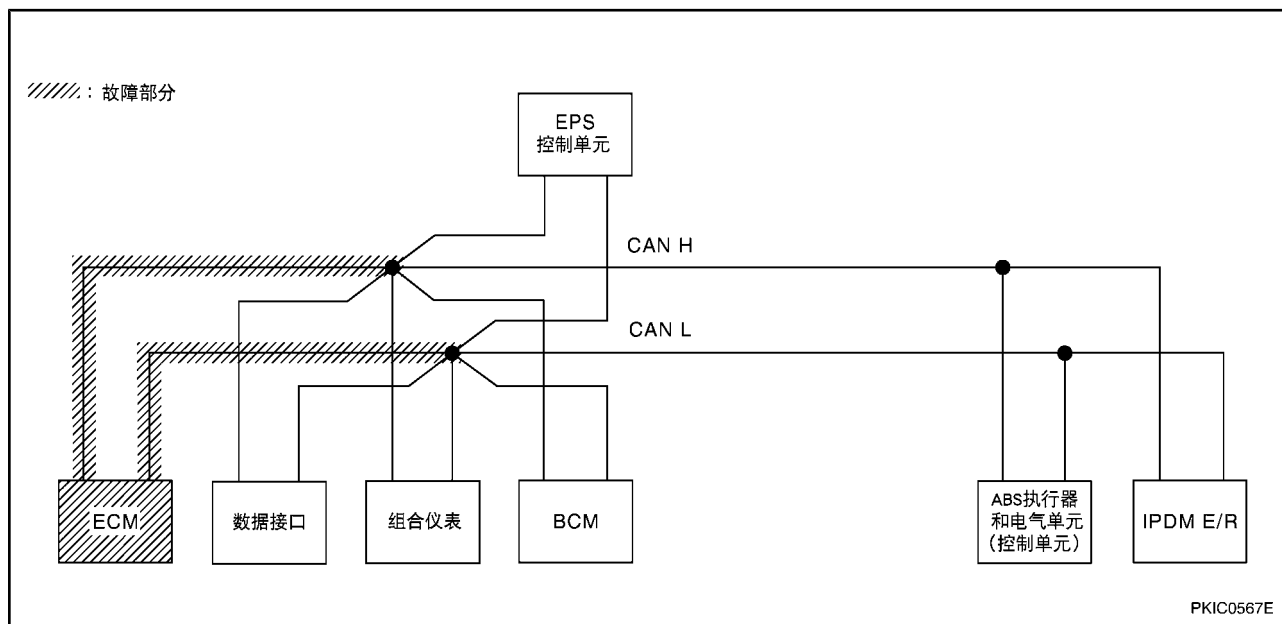 ：故障部分
EPS
控制单元
CAN H
CAN L
ECM
数据接口
组合仪表
BCM
ABS执行器
和电气单元
(控制单元)
IPDM E/R
PKIC0567E